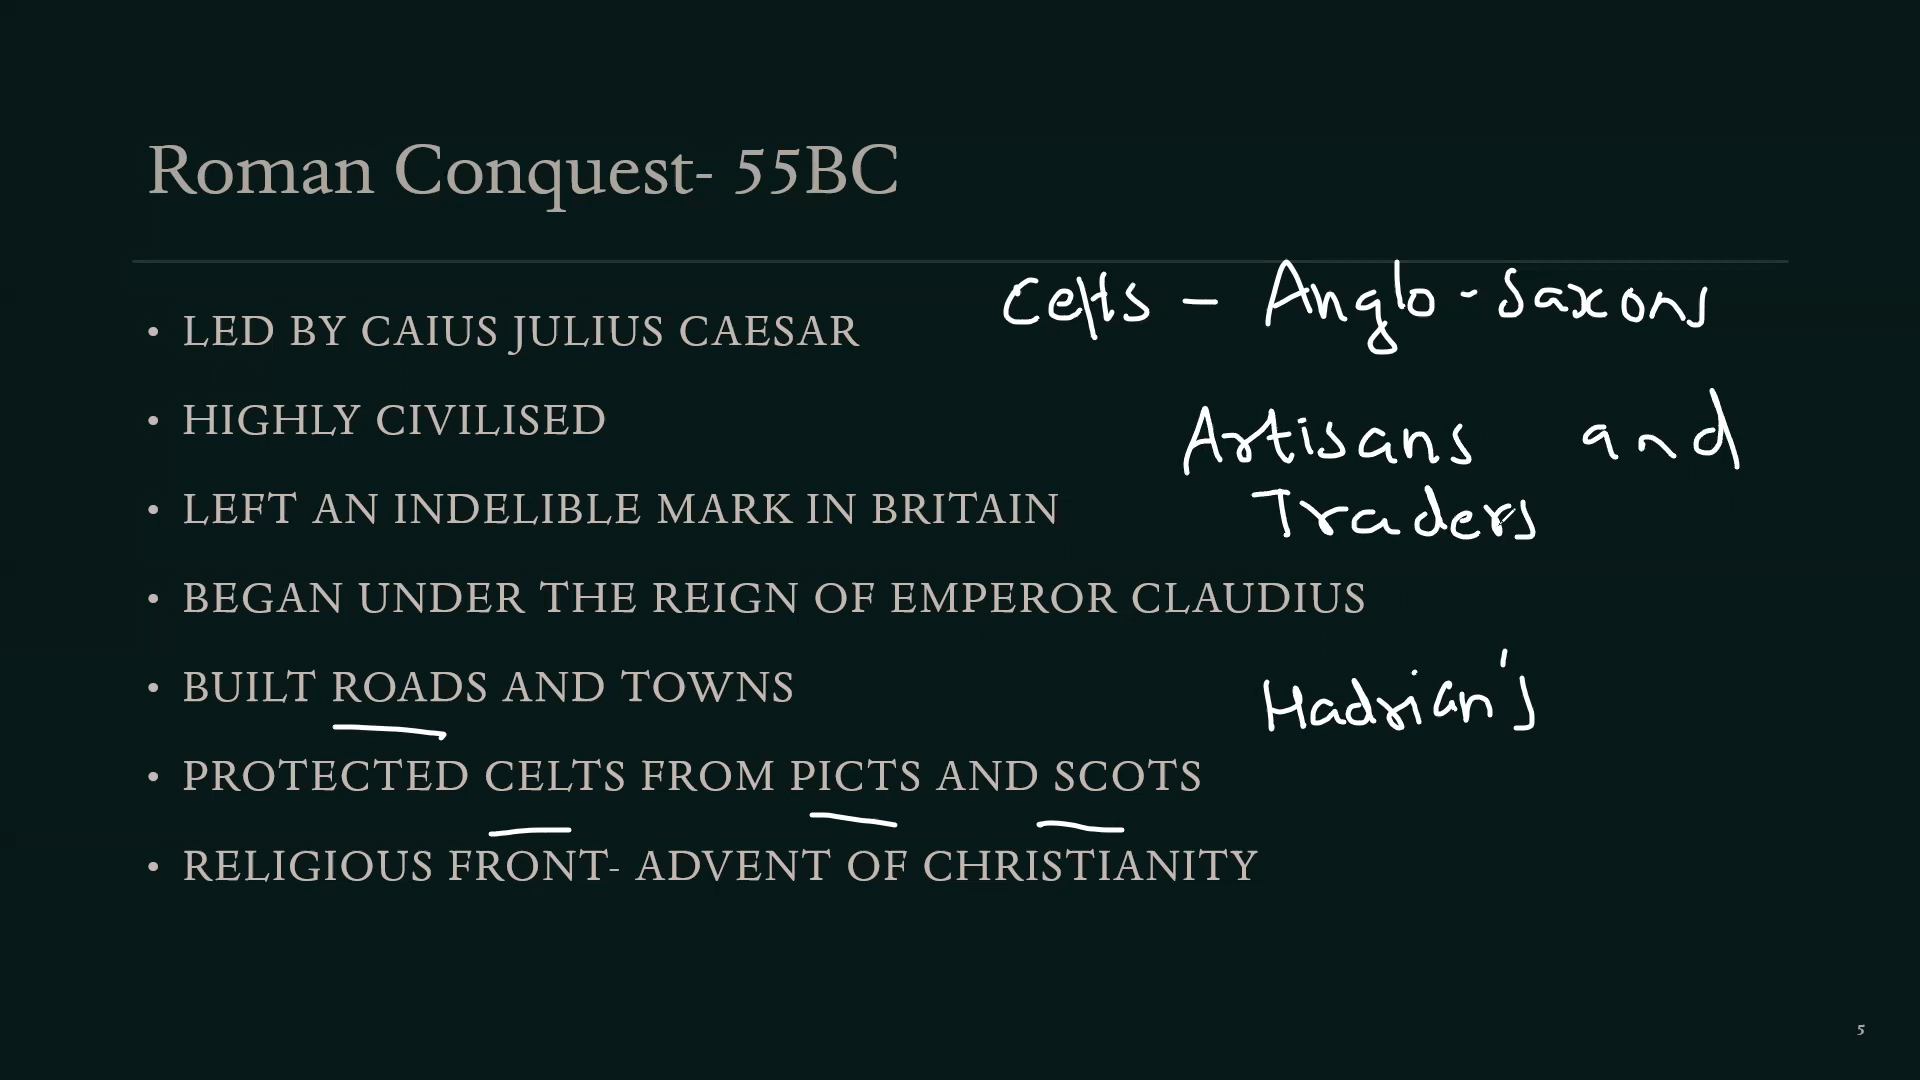 Roman Conquest- 55BC
Celts - Anglo-Saxons
• LED BY CAIUS JULIUS CAESAR
• HIGHLY CIVILISED
Artisans and
• LEFT AN INDELIBLE MARK IN BRITAIN
Traders
• BEGAN UNDER THE REIGN OF EMPEROR CLAUDIUS
• BUILT ROADS AND TOWNS
Hadrian's
• PROTECTED CELTS FROM PICTS AND SCOTS
• RELIGIOUS FRONT- ADVENT OF CHRISTIANITY
5